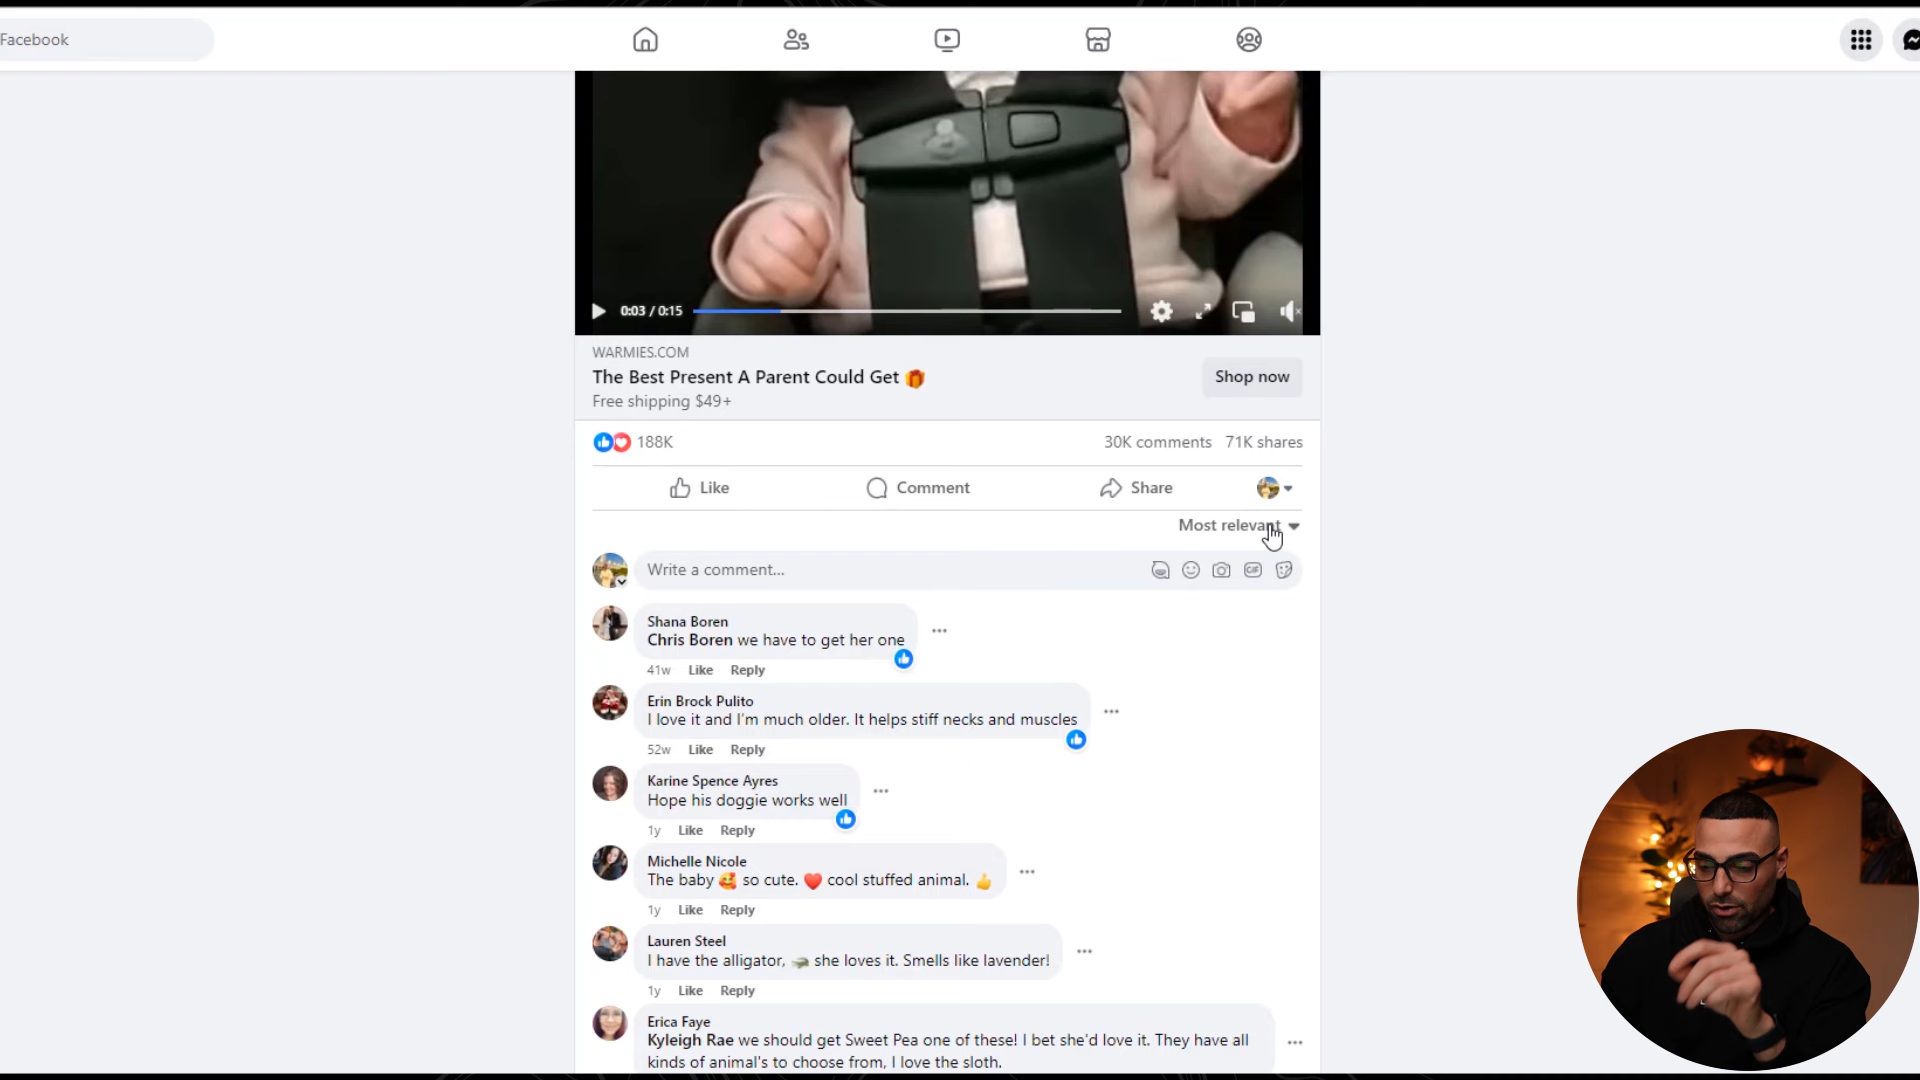 Facebook
0:03 / 0:15
WARMIES.COM
The Best Present A Parent Could Get 🎁
Free shipping $49+
Shop now
188K
30K comments 71K shares
Like
Comment
Share
Most relevant
Write a comment...
GIF
Shana Boren
Chris Boren we have to get her one
41w Like Reply
Erin Brock Pulito
I love it and I'm much older. It helps stiff necks and muscles
52w Like Reply
Karine Spence Ayres
Hope his doggie works well
1y Like Reply
Michelle Nicole
The baby 🥰 so cute. ❤️ cool stuffed animal. 👍
1y Like Reply
Lauren Steel
I have the alligator, 🐊 she loves it. Smells like lavender!
1y Like Reply
Erica Faye
Kyleigh Rae we should get Sweet Pea one of these! I bet she'd love it. They have all
kinds of animal's to choose from, I love the sloth.